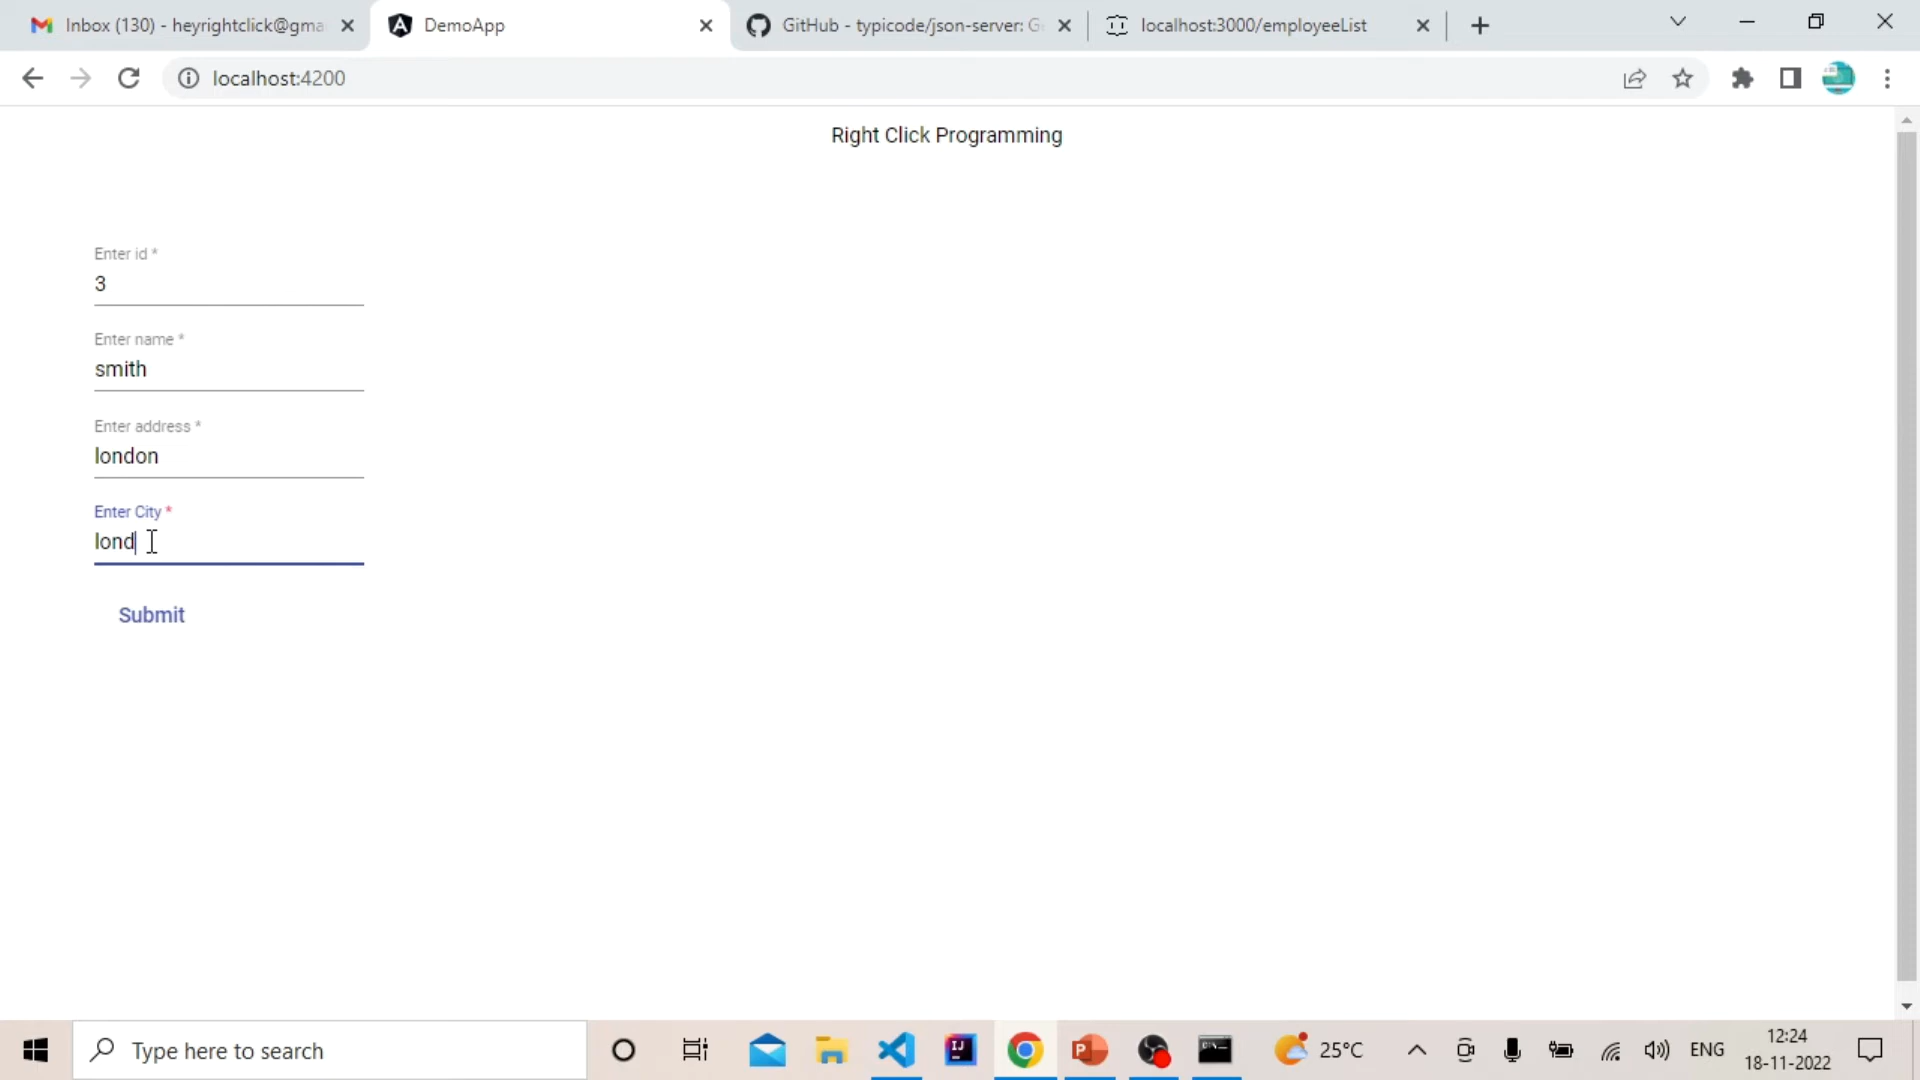 Inbox (130) - heyrightclick@gma
DemoApp
GitHub - typicode/json-server: G
localhost:3000/employeeList
localhost:4200
Right Click Programming
Enter id *
3
Enter name *
smith
Enter address *
london
Enter City *
lond
Submit
Type here to search
25°C
ENG
12:24
18-11-2022